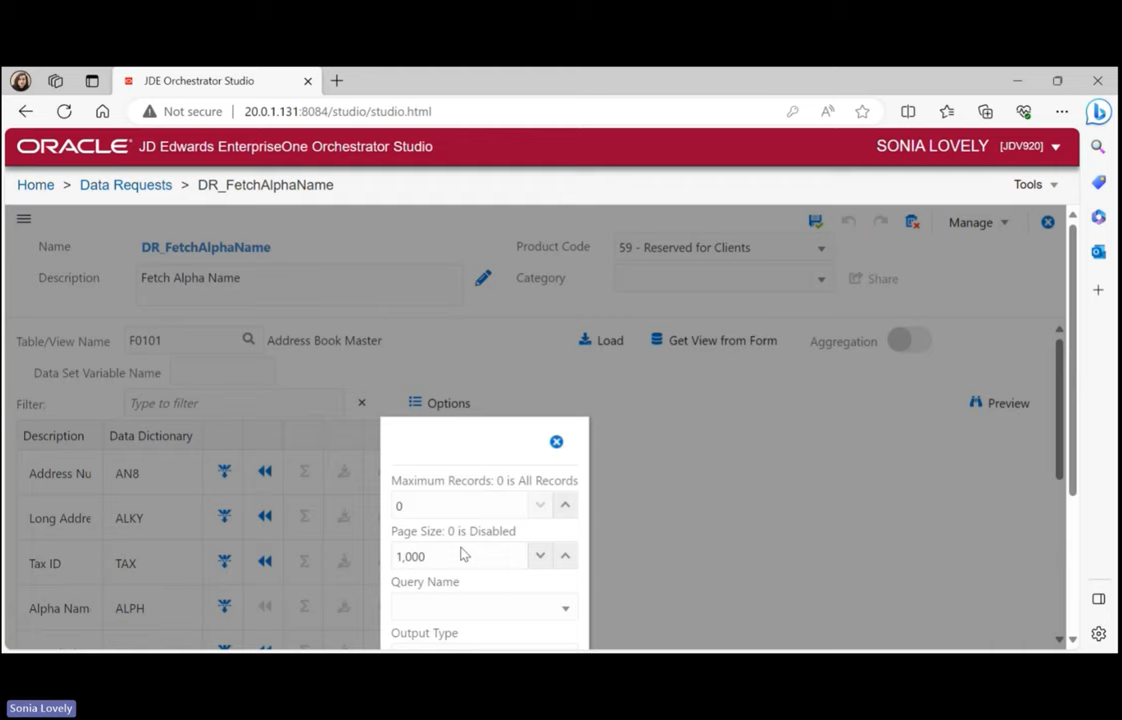 JDE Orchestrator Studio
Not secure
20.0.1.131:8084/studio/studio.html
ORACLE JD Edwards EnterpriseOne Orchestrator Studio
SONIA LOVELY [JDV920]
Home > Data Requests > DR_FetchAlphaName
Tools
Manage
Name
DR_FetchAlphaName
Product Code
59 - Reserved for Clients
Description
Fetch Alpha Name
Category
Share
Table/View Name
F0101
Address Book Master
Load
Get View from Form
Aggregation
Data Set Variable Name
Filter:
Type to filter
Options
Preview
Description
Data Dictionary
Address Nu
AN8
Long Addre
ALKY
Tax ID
TAX
Alpha Nam
ALPH
Maximum Records: 0 is All Records
0
Page Size: 0 is Disabled
1,000
Query Name
Output Type
Sonia Lovely